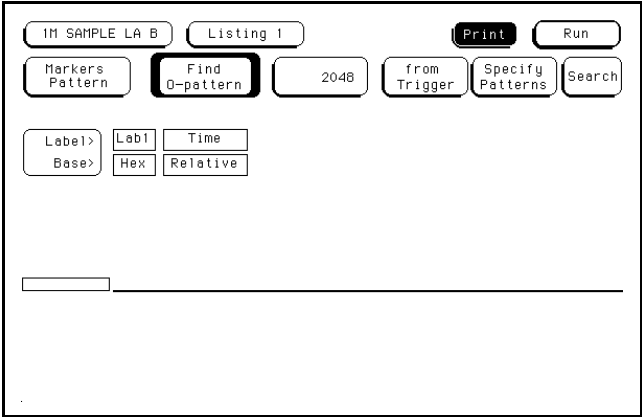 1M SAMPLE LA B Listing 1 Print Run
Markers Pattern Find O-pattern 2048 from Trigger Specify Patterns Search
Label> Lab1 Time
Base> Hex Relative